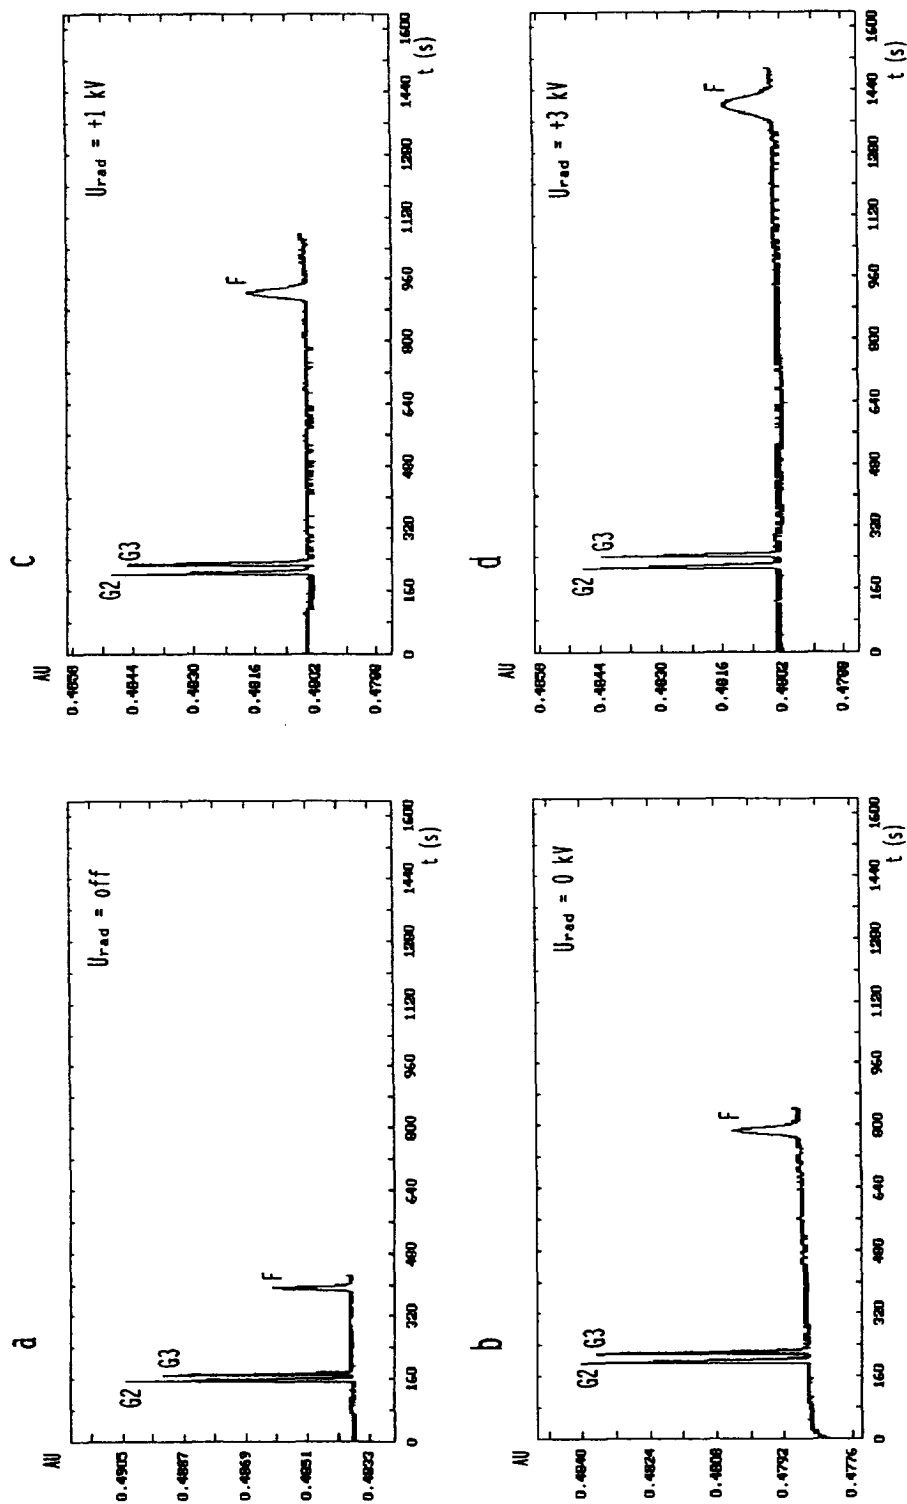 a
AU
U rad = off
0.4905
0.4887
0.4869
0.4851
0.4833
G2
G3
F
0 160 320 480 640 800 960 1120 1280 1440 1600
t (s)
b
AU
U rad = 0 kV
0.4840
0.4824
0.4808
0.4792
0.4776
G2
G3
F
0 160 320 480 640 800 960 1120 1280 1440 1600
t (s)
c
AU
U rad = +1 kV
0.4858
0.4844
0.4830
0.4816
0.4802
0.4788
G2
G3
F
0 160 320 480 640 800 960 1120 1280 1440 1600
t (s)
d
U rad = +3 kV
0.4858
0.4844
0.4830
0.4816
0.4802
0.4788
G2
G3
F
0 160 320 480 640 800 960 1120 1280 1440 1600
t (s)